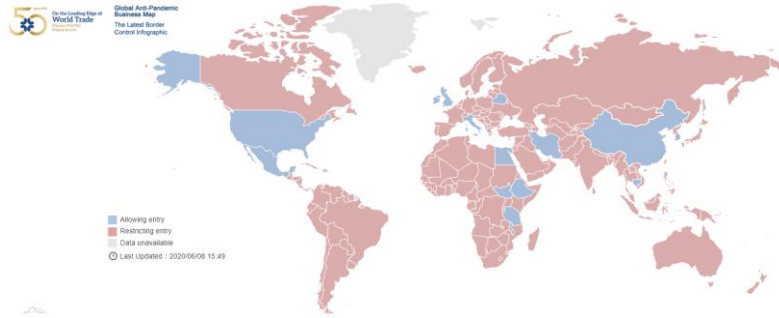 50
On the Leading Edge of
World Trade
Global Anti-Pandemic
Business Map
The Latest Border
Control Infographic
Allowing entry
Restricting entry
Data unavailable
Last Updated : 2020/06/08 15:49